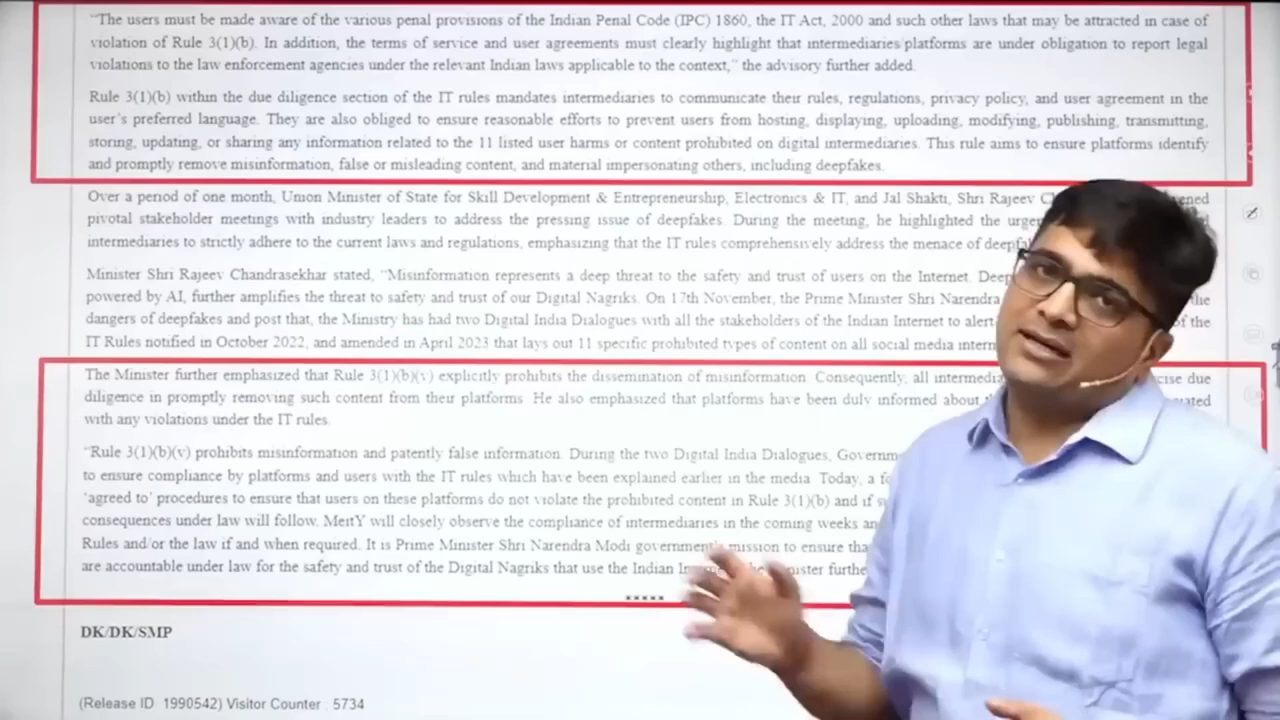 "The users must be made aware of the various penal provisions of the Indian Penal Code (IPC) 1860, the IT Act, 2000 and such other laws that may be attracted in case of
violation of Rule 3(1)(b). In addition, the terms of service and user agreements must clearly highlight that intermediaries/platforms are under obligation to report legal
violations to the law enforcement agencies under the relevant Indian laws applicable to the context," the advisory further added.
Rule 3(1)(b) within the due diligence section of the IT rules mandates intermediaries to communicate their rules, regulations, privacy policy, and user agreement in the
user's preferred language. They are also obliged to ensure reasonable efforts to prevent users from hosting, displaying, uploading, modifying, publishing, transmitting,
storing, updating, or sharing any information related to the 11 listed user harms or content prohibited on digital intermediaries. This rule aims to ensure platforms identify
and promptly remove misinformation, false or misleading content, and material impersonating others, including deepfakes.
Over a period of one month, Union Minister of State for Skill Development & Entrepreneurship, Electronics & IT, and Jal Shakti, Shri Rajeev
pivotal stakeholder meetings with industry leaders to address the pressing issue of deepfakes. During the meeting, he highlighted the
intermediaries to strictly adhere to the current laws and regulations, emphasizing that the IT rules comprehensively address the menace of
Minister Shri Rajeev Chandrasekhar stated, "Misinformation represents a deep threat to the safety and trust of users on the Internet.
powered by AI, further amplifies the threat to safety and trust of our Digital Nagriks. On 17th November, the Prime Minister Shri Narendra the
dangers of deepfakes and post that, the Ministry has had two Digital India Dialogues with all the stakeholders of the Indian Internet to alert of the
IT Rules notified in October 2022, and amended in April 2023 that lays out 11 specific prohibited types of content on all social media
The Minister further emphasized that Rule 3(1)(b)(v) explicitly prohibits the dissemination of misinformation. Consequently, all due
diligence in promptly removing such content from their platforms. He also emphasized that platforms have been duly informed about
with any violations under the IT rules.
"Rule 3(1)(b)(v) prohibits misinformation and patently false information. During the two Digital India Dialogues,
to ensure compliance by platforms and users with the IT rules which have been explained earlier in the media. Today, a
'agreed to' procedures to ensure that users on these platforms do not violate the prohibited content in Rule 3(1)(b) and if
consequences under law will follow. MeitY will closely observe the compliance of intermediaries in the coming weeks
Rules and/or the law if and when required. It is Prime Minister Shri Narendra Modi government's mission to ensure
are accountable under law for the safety and trust of the Digital Nagriks that use the Indian
*****
DK/DK/SMP
(Release ID: 1990542) Visitor Counter : 5734